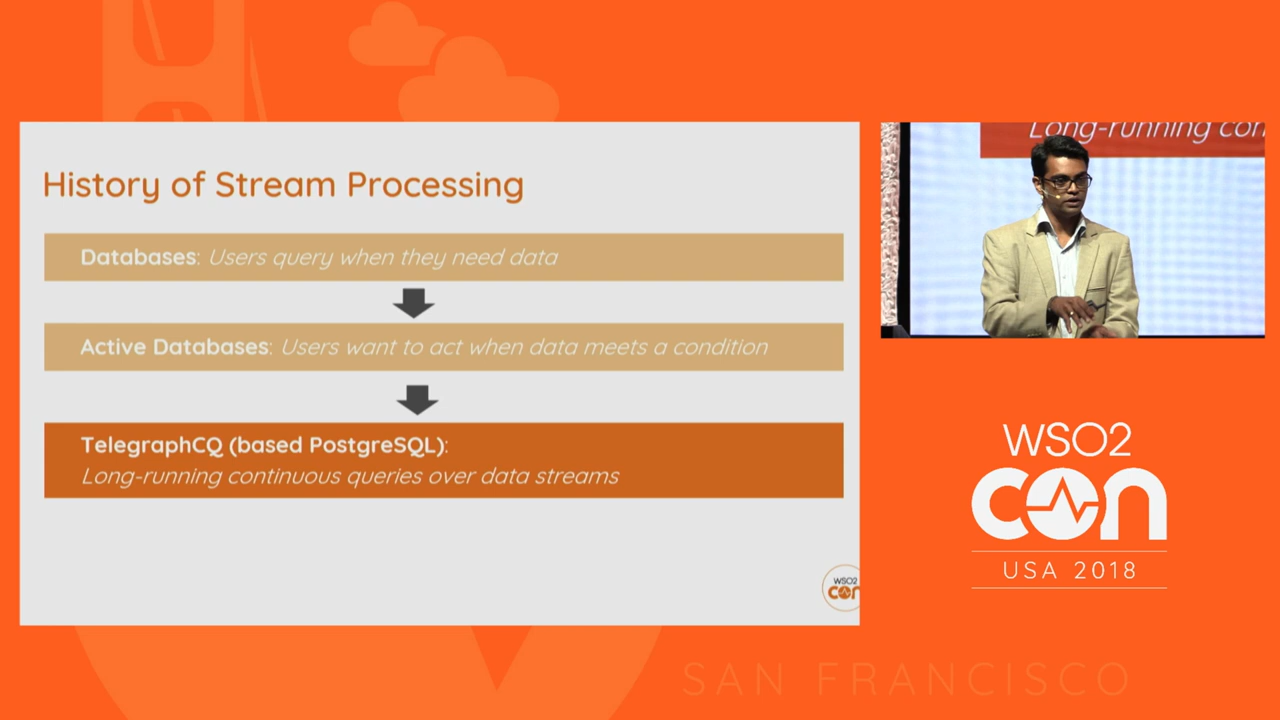 History of Stream Processing
Databases: Users query when they need data
Active Databases: Users want to act when data meets a condition
TelegraphCQ (based PostgreSQL):
Long-running continuous queries over data streams
WSO2
con
Long-running con
WSO2
con
USA 2018
SAN FRANCISCO